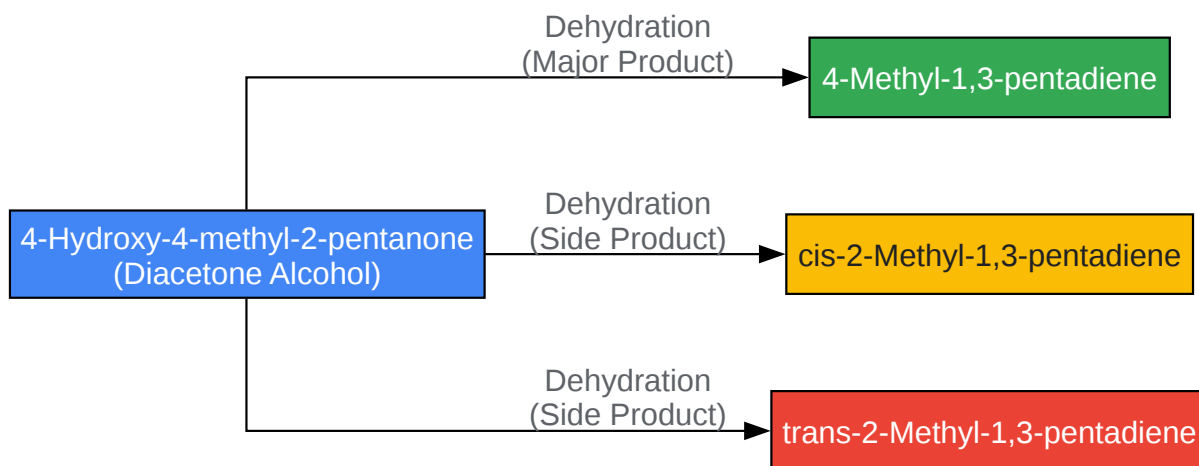 Dehydration
(Major Product)
4-Methyl-1,3-pentadiene
4-Hydroxy-4-methyl-2-pentanone
(Diacetone Alcohol)
Dehydration
(Side Product)
cis-2-Methyl-1,3-pentadiene
Dehydration
(Side Product)
trans-2-Methyl-1,3-pentadiene